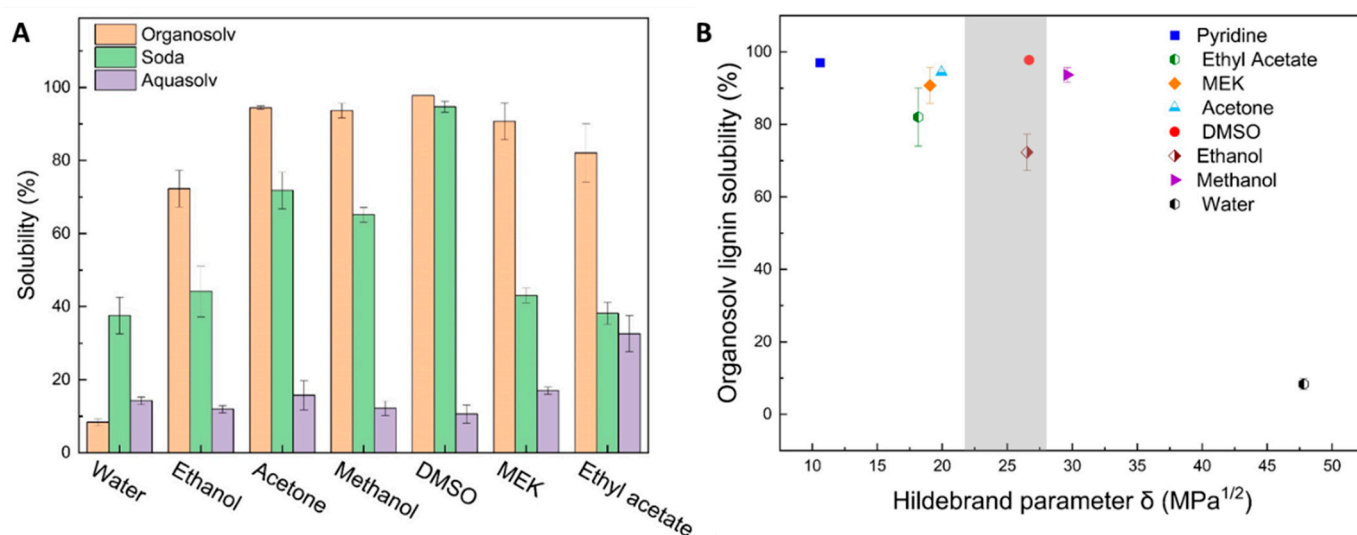 A
Organosolv
Soda
Aquasolv
Solubility (%)
100
80
60
40
20
0
Water
Ethanol
Acetone
Methanol
DMSO
MEK
Ethyl acetate
B
Organosolv lignin solubility (%)
100
80
60
40
20
0
Pyridine
Ethyl Acetate
MEK
Acetone
DMSO
Ethanol
Methanol
Water
10
15
20
25
30
35
40
45
50
Hildebrand parameter δ (MPa1/2)